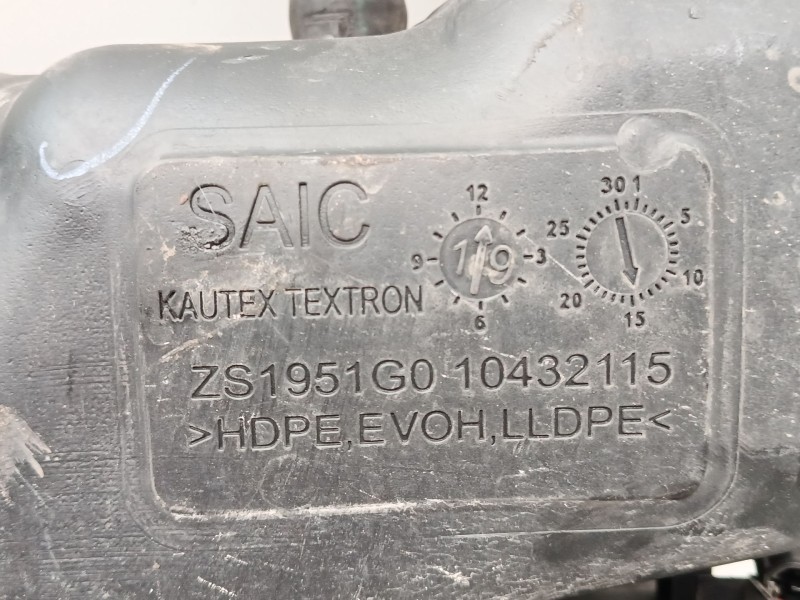 SAIC
12
3
6
9
19
30 1
5
10
15
20
25
KAUTEX TEXTRON
ZS1951G0 10432115
>HDPE,EVOH,LLDPE<